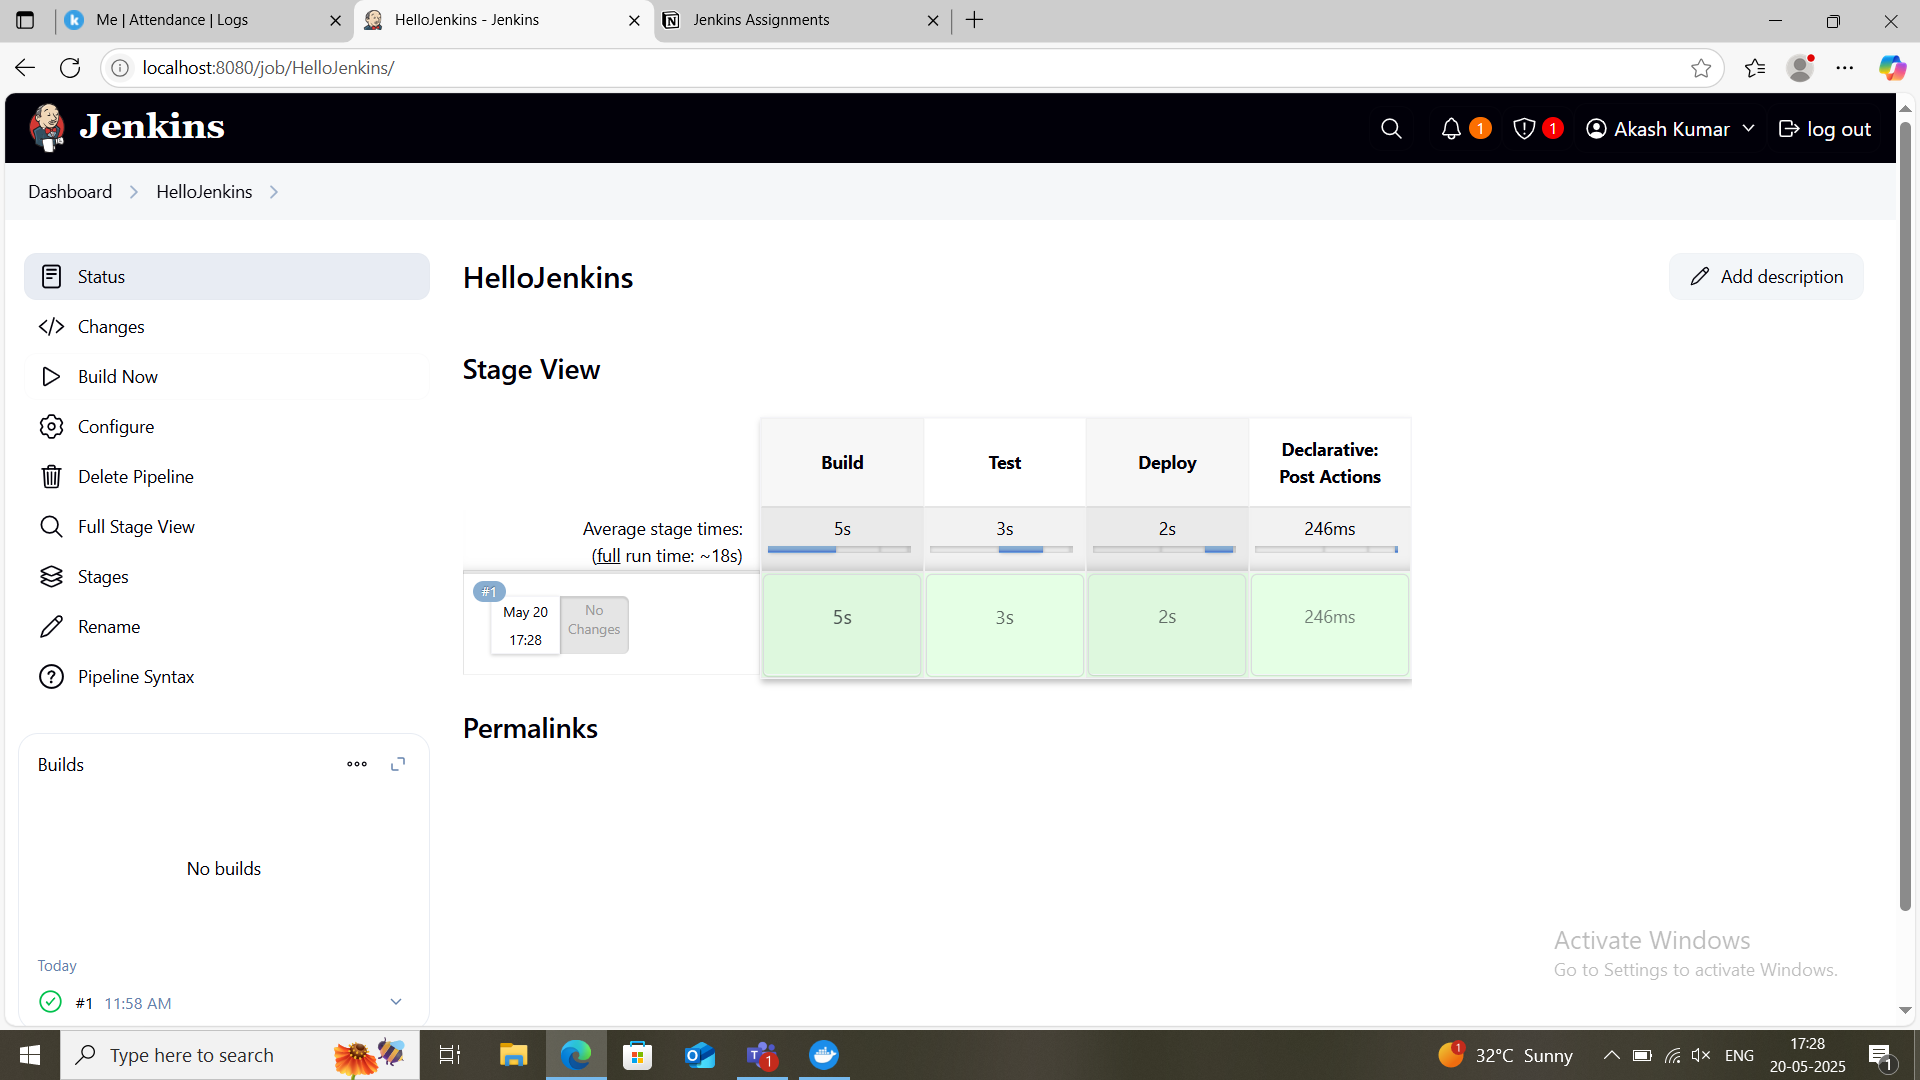 Me | Attendance | Logs
HelloJenkins - Jenkins
Jenkins Assignments
localhost:8080/job/HelloJenkins/
Jenkins
1
1
Akash Kumar
log out
Dashboard
HelloJenkins
Status
Changes
Build Now
Configure
Delete Pipeline
Full Stage View
Stages
Rename
Pipeline Syntax
HelloJenkins
Add description
Stage View
Build
Test
Deploy
Declarative:
Post Actions
Average stage times:
(full run time: ~18s)
5s
3s
2s
246ms
#1
May 20
17:28
No
Changes
5s
3s
2s
246ms
Permalinks
Builds
No builds
Today
#1 11:58 AM
Activate Windows
Go to Settings to activate Windows.
Type here to search
1
1
32°C Sunny
ENG
17:28
20-05-2025
1